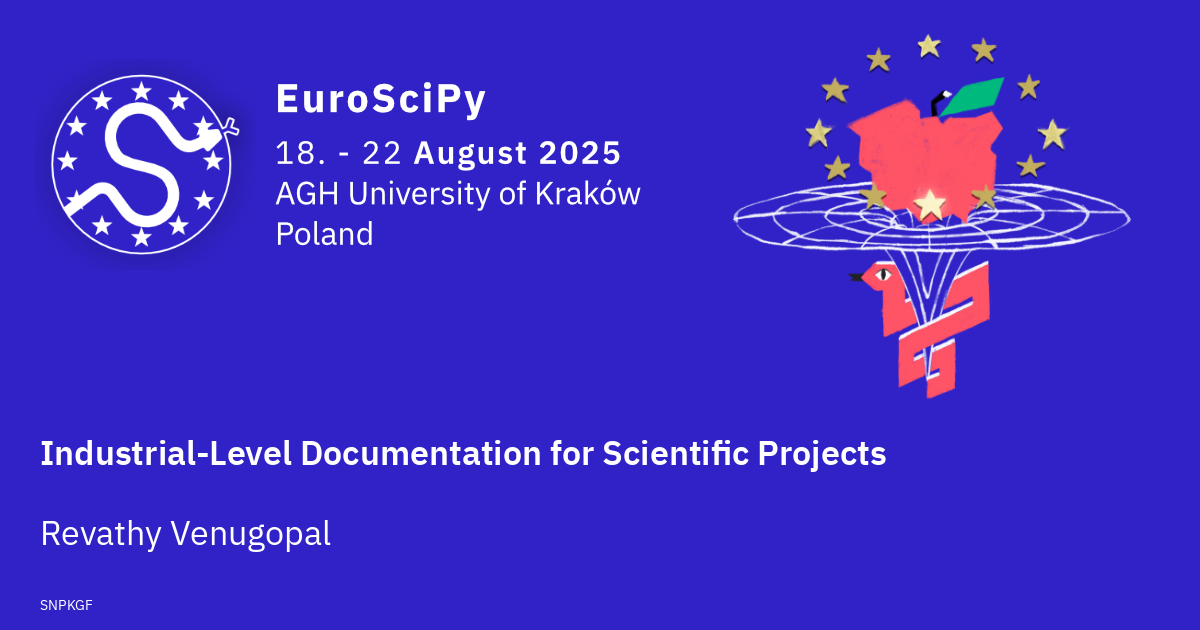 EuroSciPy
18. - 22 August 2025
AGH University of Kraków
Poland
Industrial-Level Documentation for Scientific Projects
Revathy Venugopal
SNPKGF